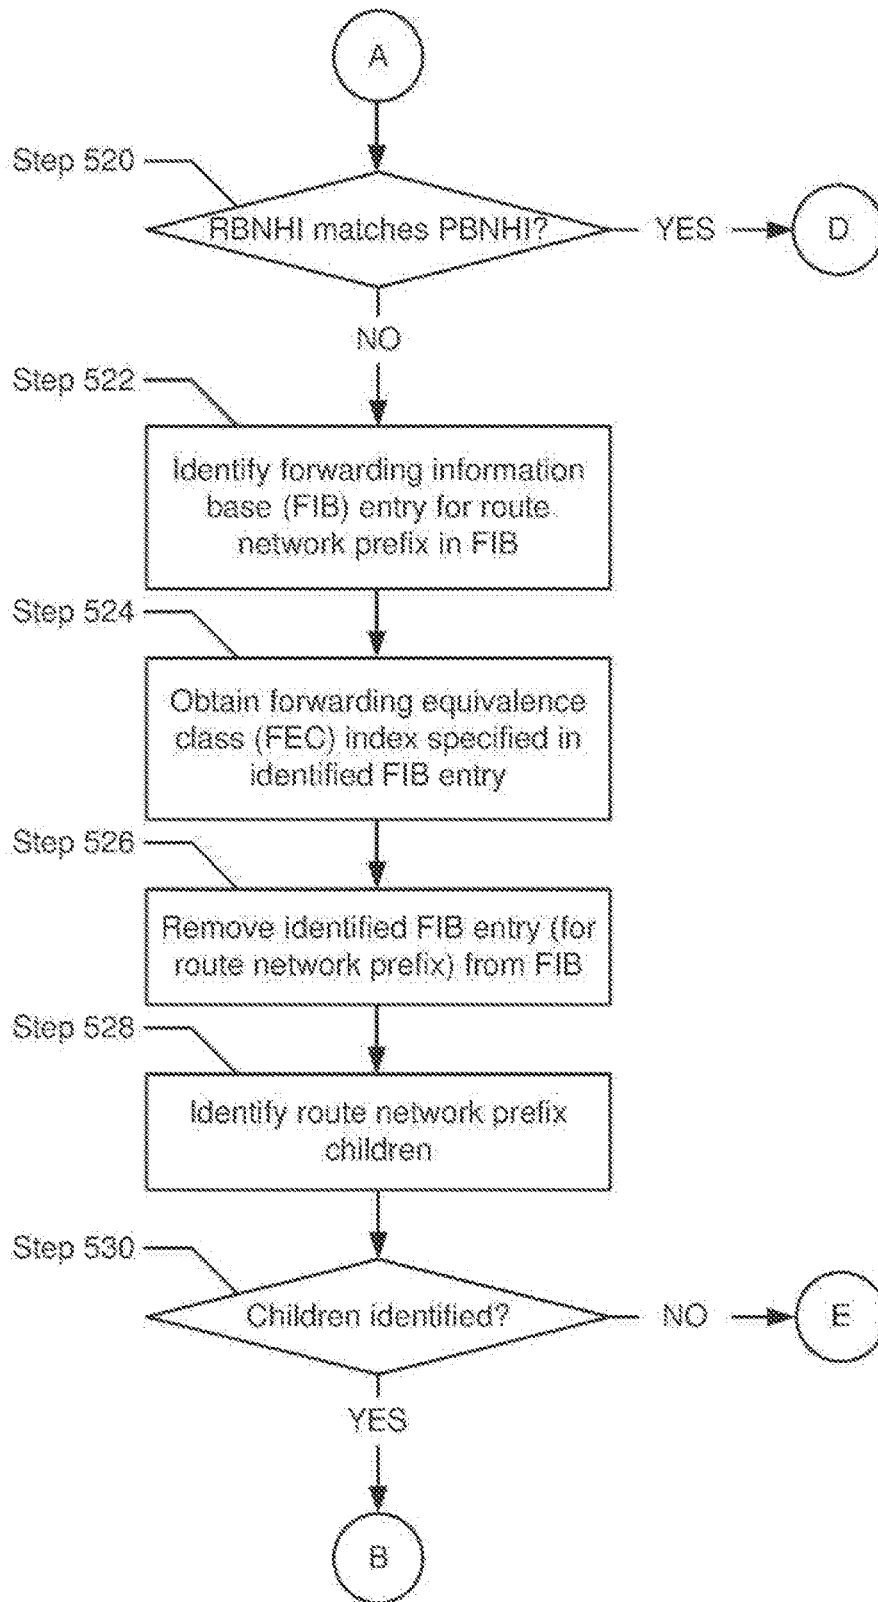 A
Step 520
RBNHI matches PBNHI?
YES
D
NO
Step 522
Identify forwarding information
base (FIB) entry for route
network prefix in FIB
Step 524
Obtain forwarding equivalence
class (FEC) index specified in
identified FIB entry
Step 526
Remove identified FIB entry (for
route network prefix) from FIB
Step 528
Identify route network prefix
children
Step 530
Children identified?
NO
E
YES
B